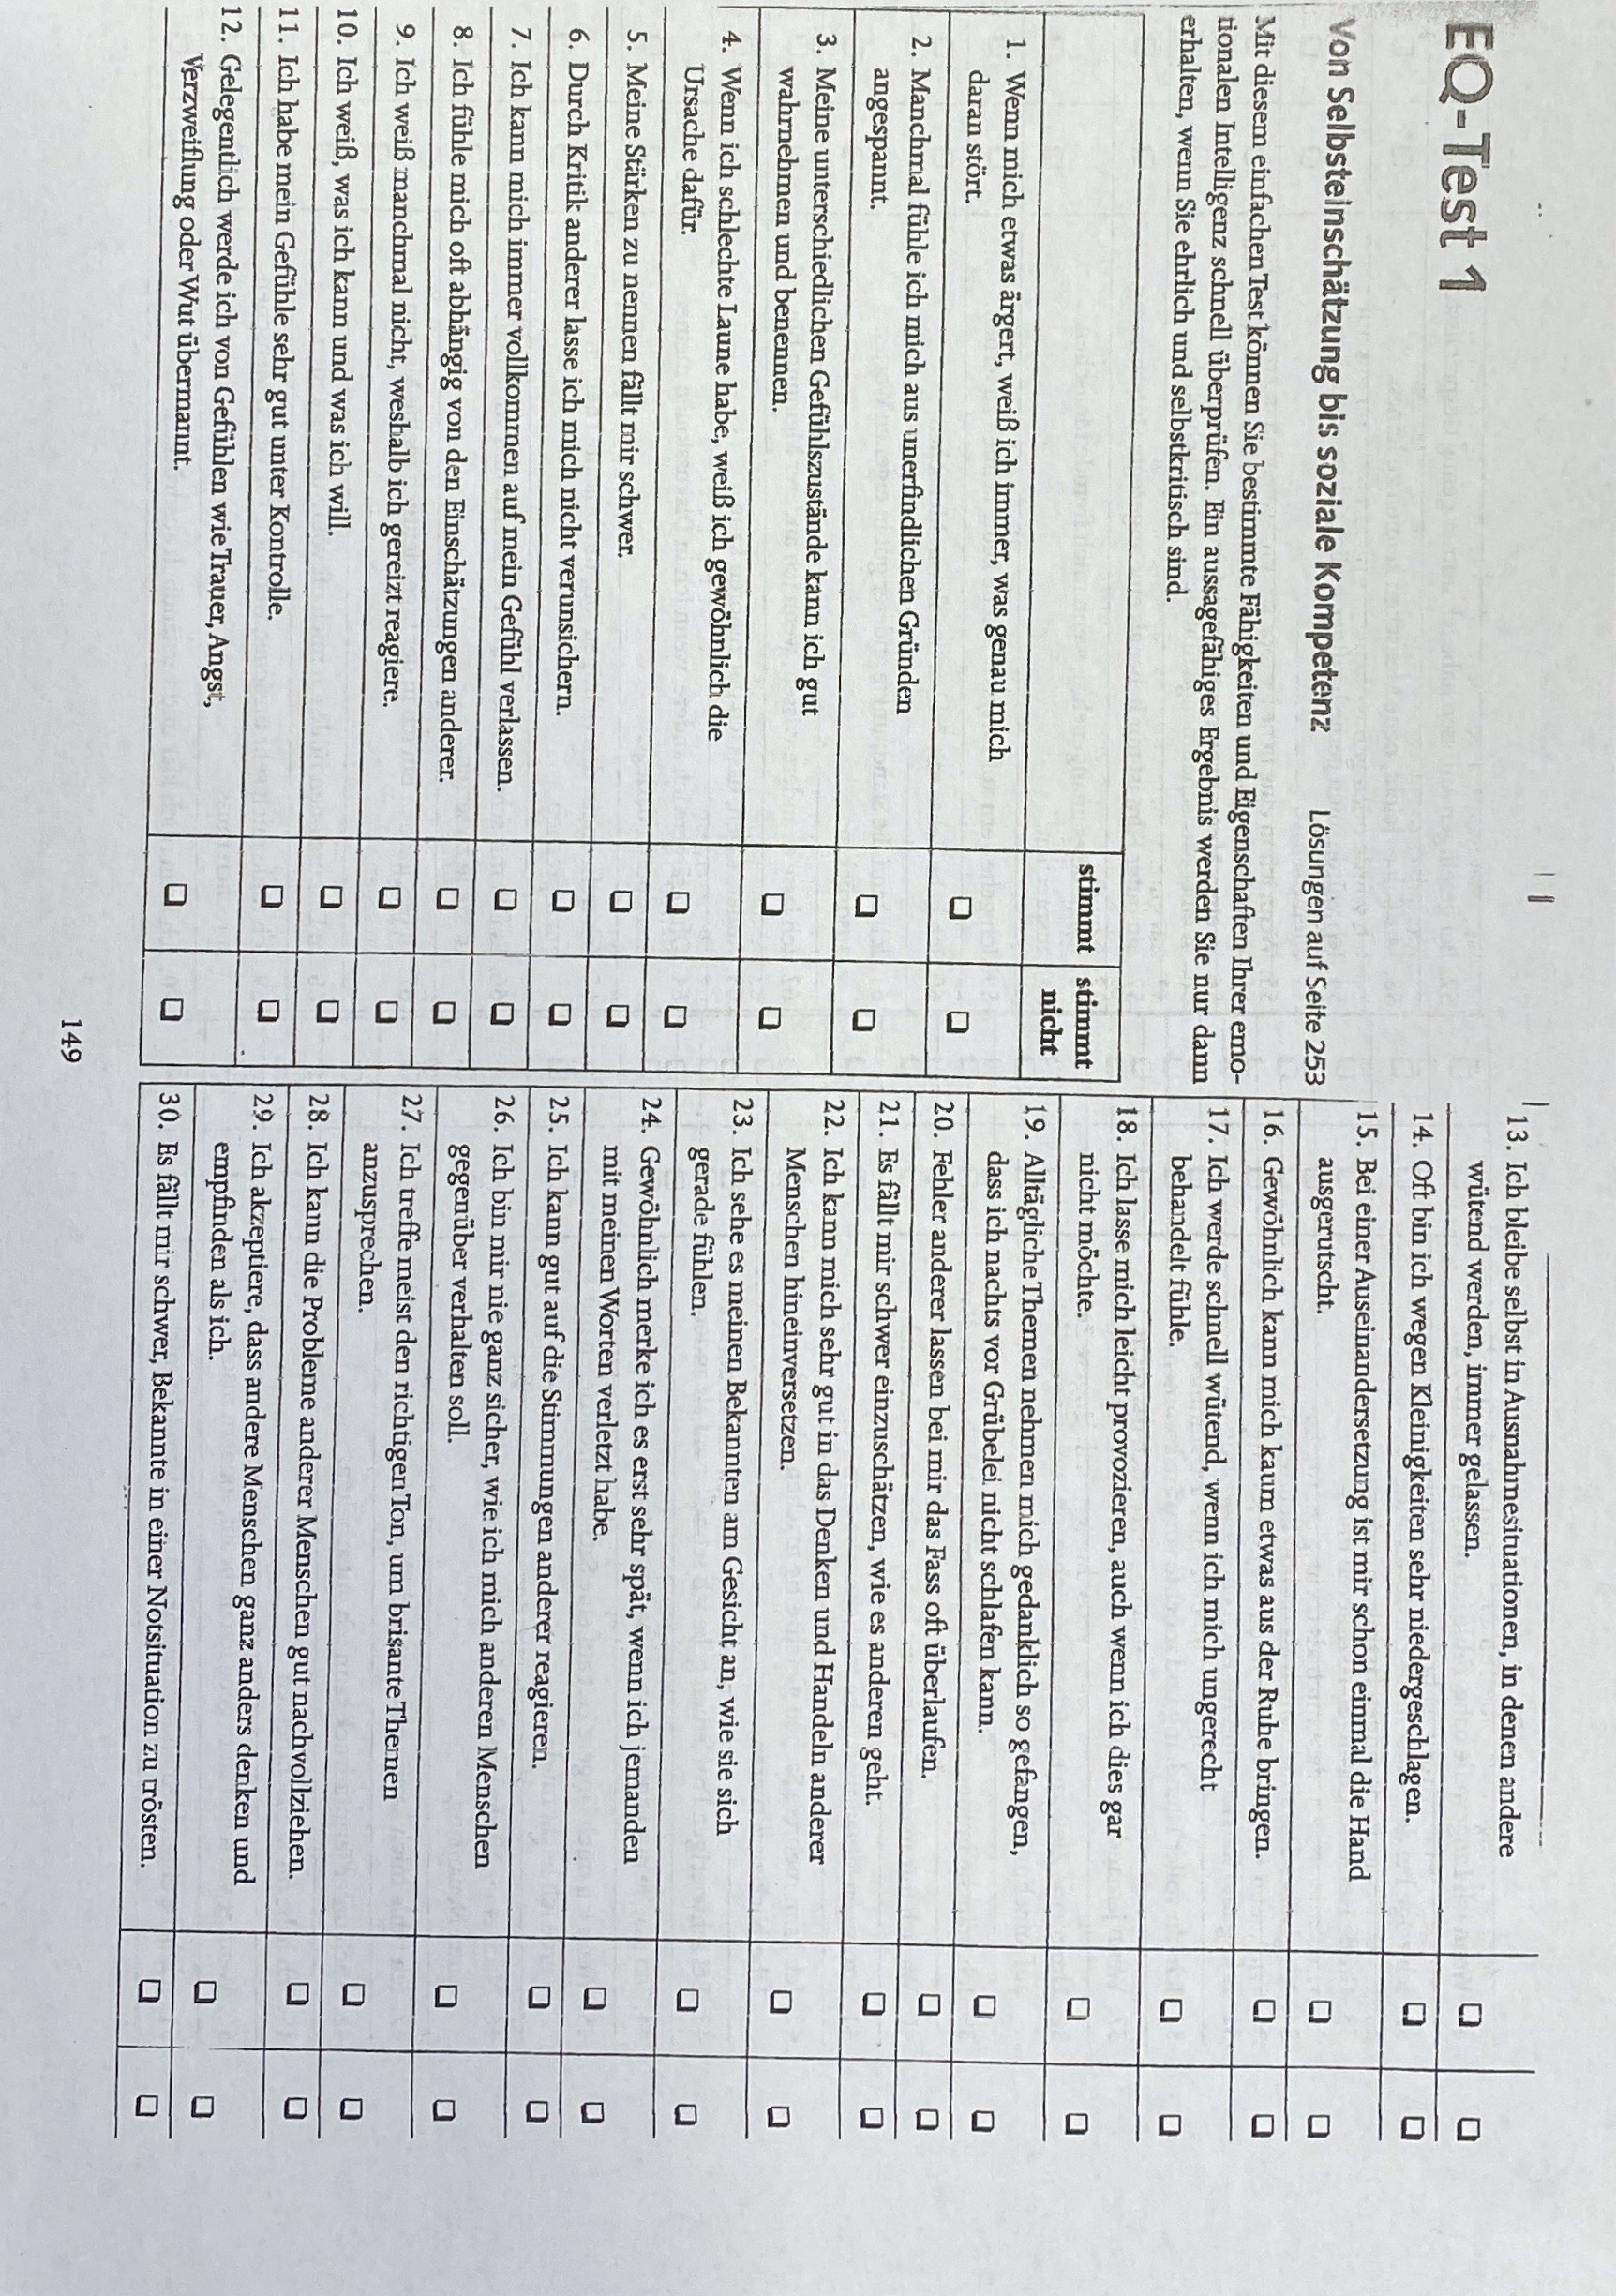 EQ-Test 1
Von Selbsteinschätzung bis soziale Kompetenz Lösungen auf Seite 253
Mit diesem einfachen Test können Sie bestimmte Fähigkeiten und Eigenschaften Ihrer emo-
tionalen Intelligenz schnell überprüfen. Ein aussagefähiges Ergebnis werden Sie nur dann
erhalten, wenn Sie ehrlich und selbstkritisch sind.
stimmt stimmt
nicht
1. Wenn mich etwas ärgert, weiß ich immer, was genau mich
daran stört.
2. Manchmal fühle ich mich aus unerfindlichen Gründen
angespannt.
3. Meine unterschiedlichen Gefühlszustände kann ich gut
wahrnehmen und benennen.
4. Wenn ich schlechte Laune habe, weiß ich gewöhnlich die
Ursache dafür.
5. Meine Stärken zu nennen fällt mir schwer.
6. Durch Kritik anderer lasse ich mich nicht verunsichern.
7. Ich kann mich immer vollkommen auf mein Gefühl verlassen.
8. Ich fühle mich oft abhängig von den Einschätzungen anderer.
9. Ich weiß manchmal nicht, weshalb ich gereizt reagiere.
10. Ich weiß, was ich kann und was ich will.
11. Ich habe mein Gefühle sehr gut unter Kontrolle.
12. Gelegentlich werde ich von Gefühlen wie Trauer, Angst,
Verzweiflung oder Wut übermannt.
13. Ich bleibe selbst in Ausnahmesituationen, in denen andere
wütend werden, immer gelassen.
14. Oft bin ich wegen Kleinigkeiten sehr niedergeschlagen.
15. Bei einer Auseinandersetzung ist mir schon einmal die Hand
ausgerutscht.
16. Gewöhnlich kann mich kaum etwas aus der Ruhe bringen.
17. Ich werde schnell wütend, wenn ich mich ungerecht
behandelt fühle.
18. Ich lasse mich leicht provozieren, auch wenn ich dies gar
nicht möchte.
19. Alltägliche Themen nehmen mich gedanklich so gefangen,
dass ich nachts vor Grübelei nicht schlafen kann.
20. Fehler anderer lassen bei mir das Fass oft überlaufen.
21. Es fällt mir schwer einzuschätzen, wie es anderen geht.
22. Ich kann mich sehr gut in das Denken und Handeln anderer
Menschen hineinversetzen.
23. Ich sehe es meinen Bekannten am Gesicht an, wie sie sich
gerade fühlen.
24. Gewöhnlich merke ich es erst sehr spät, wenn ich jemanden
mit meinen Worten verletzt habe.
25. Ich kann gut auf die Stimmungen anderer reagieren.
26. Ich bin mir nie ganz sicher, wie ich mich anderen Menschen
gegenüber verhalten soll.
27. Ich treffe meist den richtigen Ton, um brisante Themen
anzusprechen.
28. Ich kann die Probleme anderer Menschen gut nachvollziehen.
29. Ich akzeptiere, dass andere Menschen ganz anders denken und
empfinden als ich.
30. Es fällt mir schwer, Bekannte in einer Notsituation zu trösten.
149